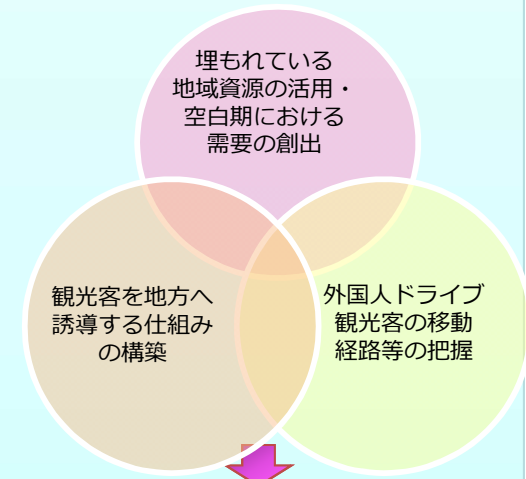 埋もれている
地域資源の活用・
空白期における
需要の創出
観光客を地方へ
誘導する仕組み
の構築
外国人ドライブ
観光客の移動
経路等の把握